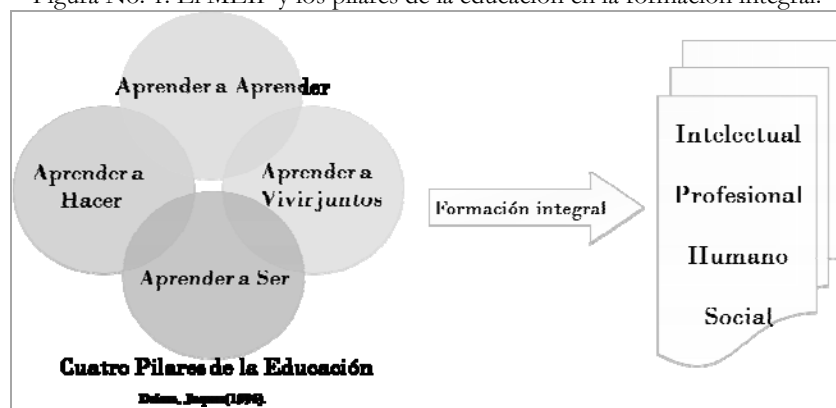 Figura No. 1. El MEIF y los pilares de la educación en la formación integral.
Aprender a Aprender
Aprender a
Hacer
Aprender a
Vivir juntos
Aprender a Ser
Cuatro Pilares de la Educación
Formación integral
Intelectual
Profesional
Humano
Social